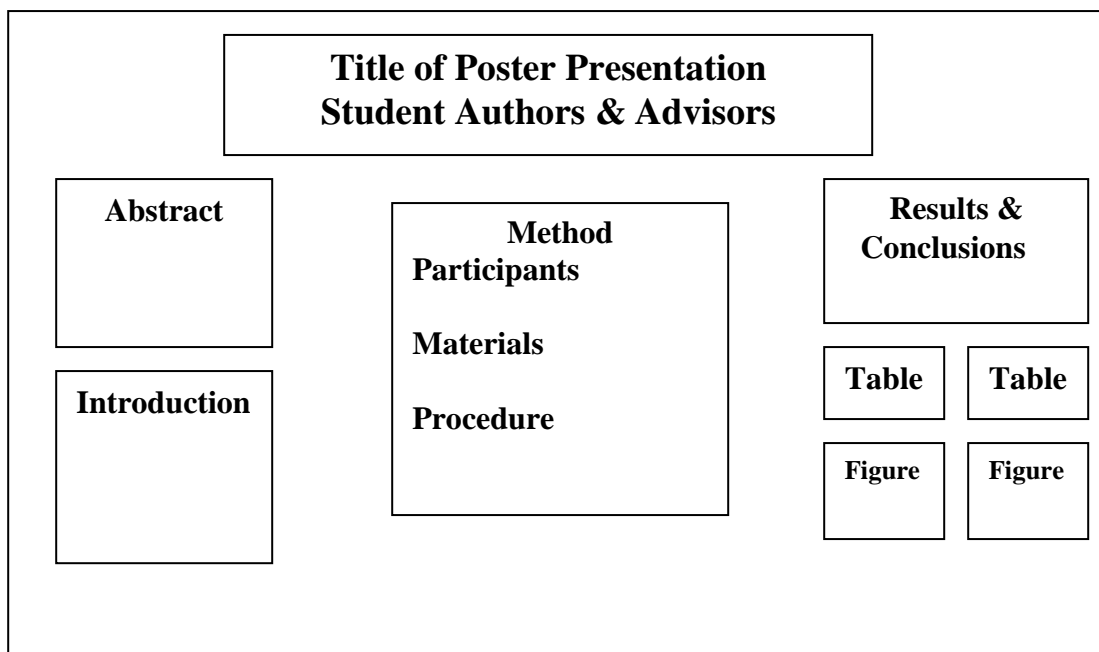 Title of Poster Presentation
Student Authors & Advisors
Abstract
Introduction
Method
Participants
Materials
Procedure
Results &
Conclusions
Table
Table
Figure
Figure